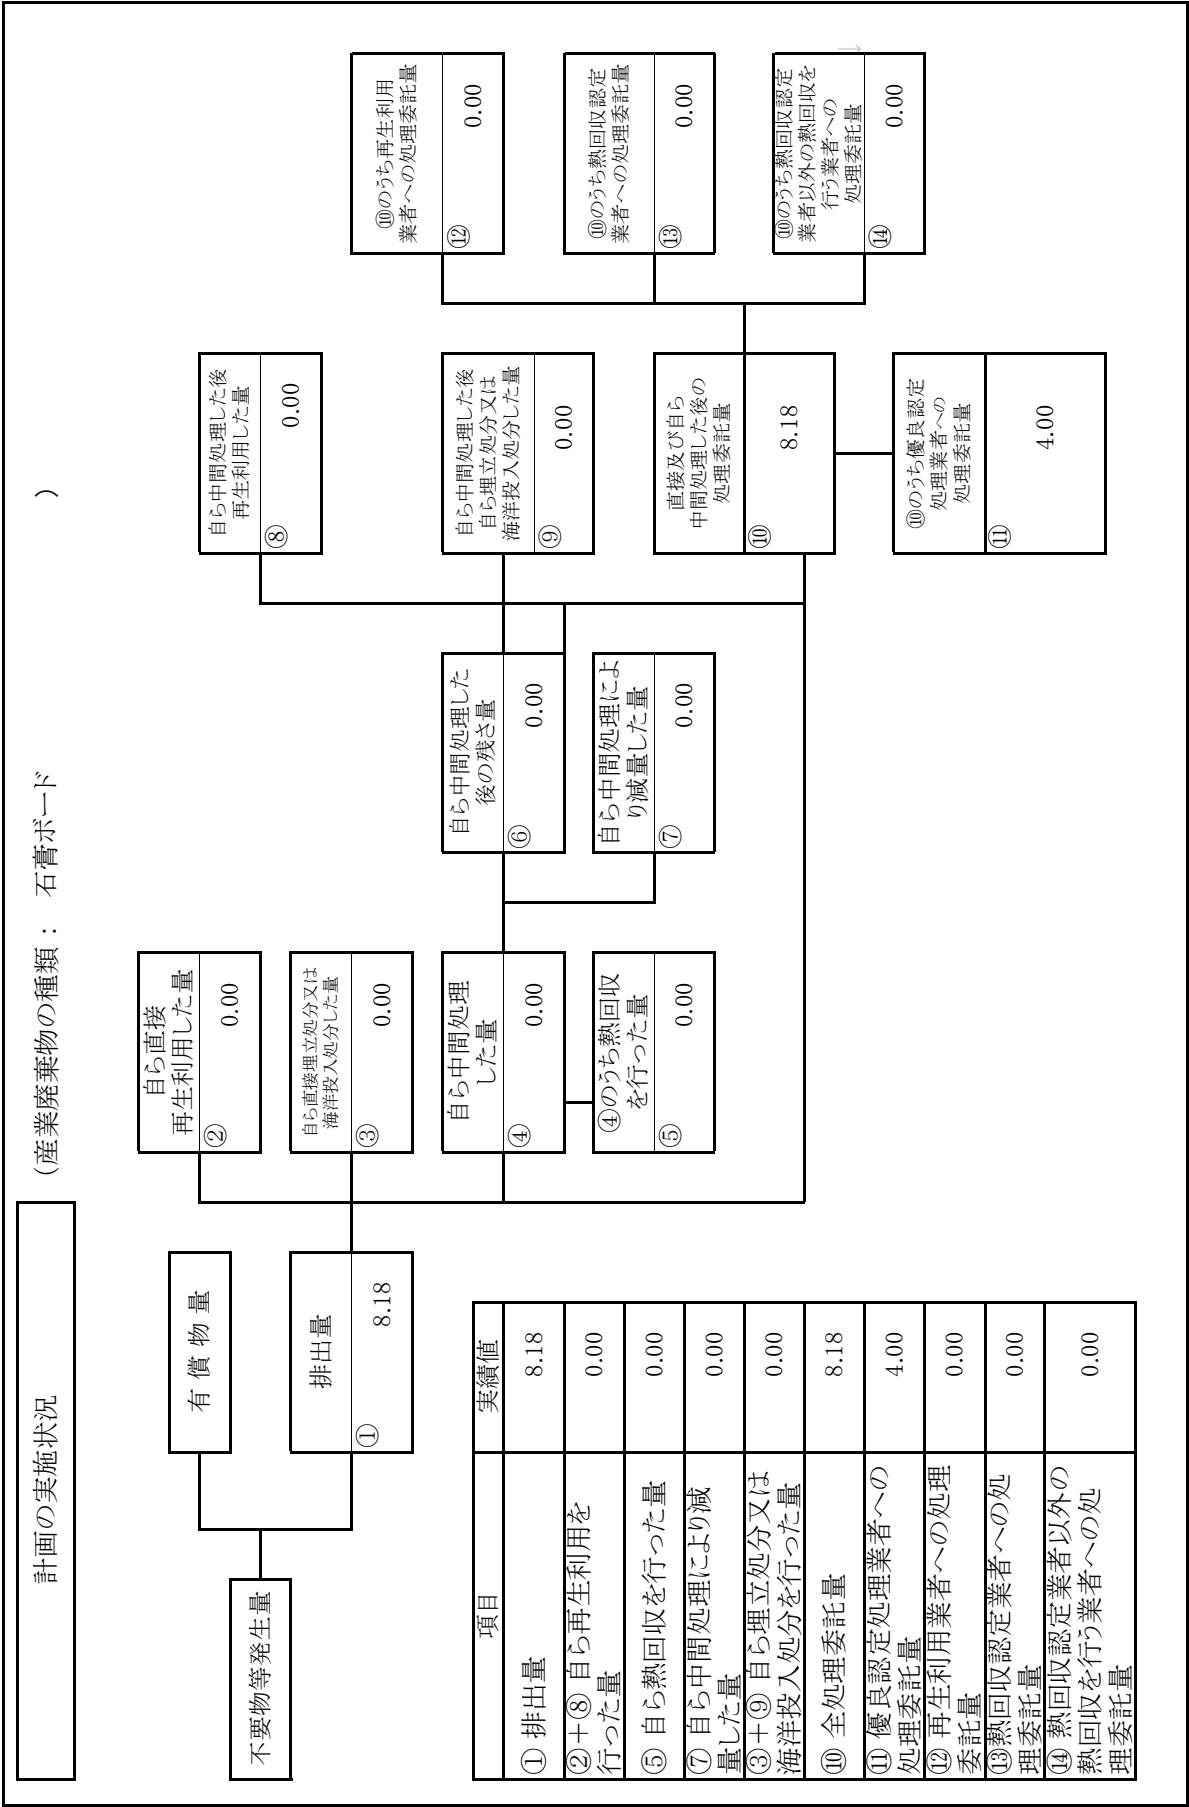 計画の実施状況
（産業廃棄物の種類： 石膏ボード ）
不要物等発生量
有償物量
排出量
① 8.18
自ら直接
再生利用した量
② 0.00
自ら直接埋立処分又は
海洋投入処分した量
③ 0.00
自ら中間処理
した量
④ 0.00
④のうち熱回収
を行った量
⑤ 0.00
自ら中間処理した
後の残さ量
⑥ 0.00
自ら中間処理によ
り減量した量
⑦ 0.00
自ら中間処理した後
再生利用した量
⑧ 0.00
自ら中間処理した後
自ら埋立処分又は
海洋投入処分した量
⑨ 0.00
直接及び自ら
中間処理した後の
処理委託量
⑩ 8.18
⑩のうち優良認定
処理業者への
処理委託量
⑪ 4.00
⑩のうち再生利用
業者への処理委託量
⑫ 0.00
⑩のうち熱回収認定
業者への処理委託量
⑬ 0.00
⑩のうち熱回収認定
業者以外の熱回収を
行う業者への
処理委託量
⑭ 0.00
項目 実績値
① 排出量 8.18
②＋⑧ 自ら再生利用を
行った量 0.00
⑤ 自ら熱回収を行った量 0.00
⑦ 自ら中間処理により減
量した量 0.00
③＋⑨ 自ら埋立処分又は
海洋投入処分を行った量 0.00
⑩ 全処理委託量 8.18
⑪ 優良認定処理業者への
処理委託量 4.00
⑫ 再生利用業者への処理
委託量 0.00
⑬熱回収認定業者への処
理委託量 0.00
⑭ 熱回収認定業者以外の
熱回収を行う業者への処
理委託量 0.00